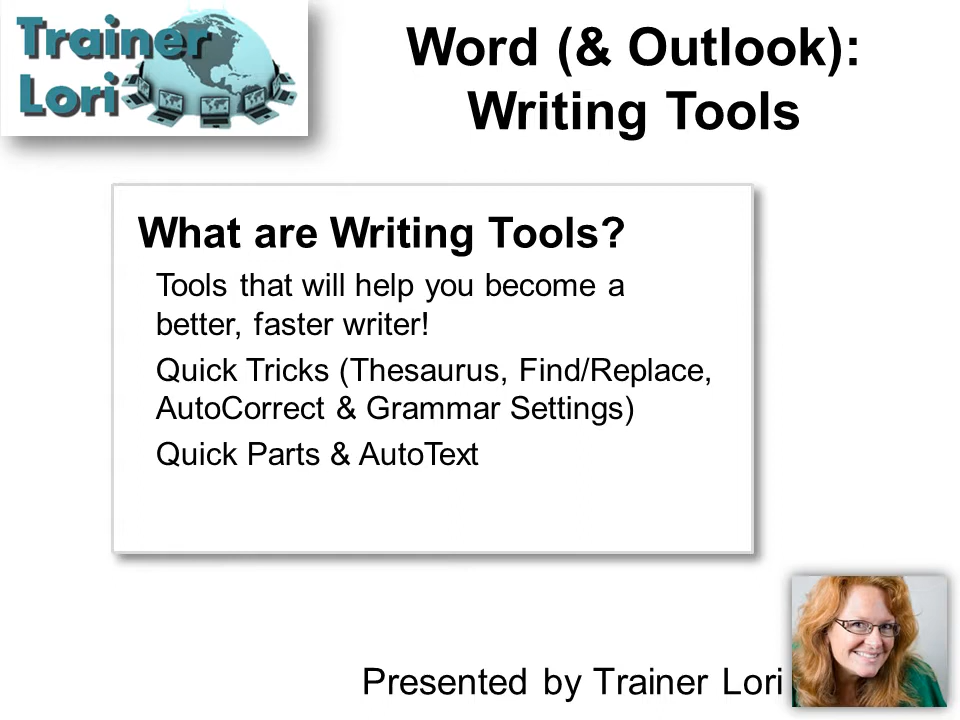 Trainer
Lori
Word (& Outlook):
Writing Tools
What are Writing Tools?
Tools that will help you become a
better, faster writer!
Quick Tricks (Thesaurus, Find/Replace,
AutoCorrect & Grammar Settings)
Quick Parts & AutoText
Presented by Trainer Lori